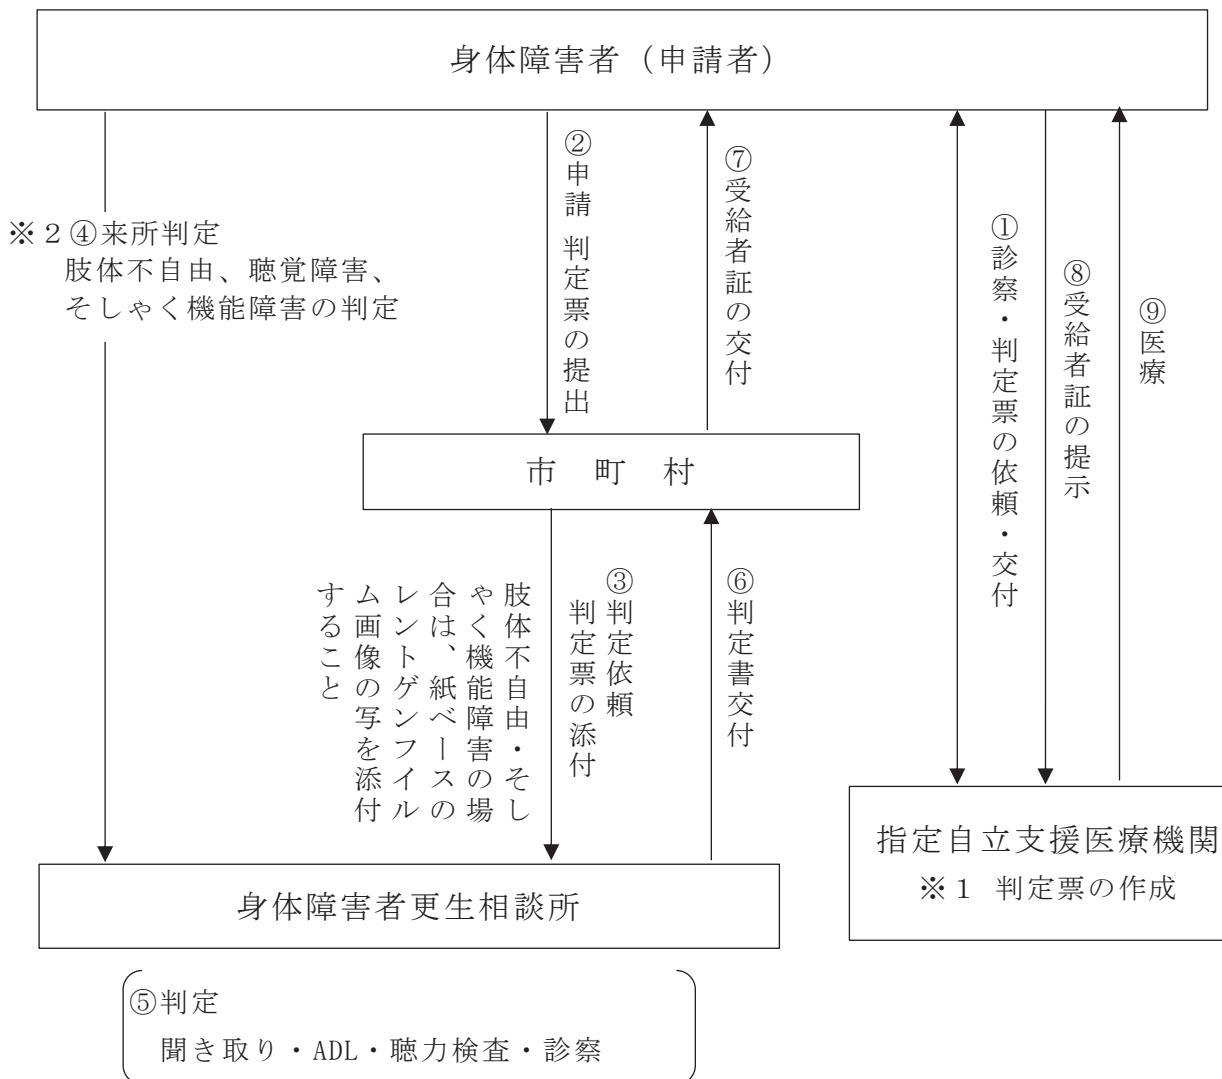 身体障害者（申請者）
※２④来所判定
肢体不自由、聴覚障害、
そしゃく機能障害の判定
②申請 判定票の提出
⑦受給者証の交付
①診察・判定票の依頼・交付
⑧受給者証の提示
⑨医療
市　町　村
③判定依頼
判定票の添付
肢体不自由・そし
ゃく機能障害の場
合は、紙ベースの
レントゲンフイル
ム画像の写を添付
すること
⑥判定書交付
指定自立支援医療機関
※１ 判定票の作成
身体障害者更生相談所
⑤判定
聞き取り・ADL・聴力検査・診察